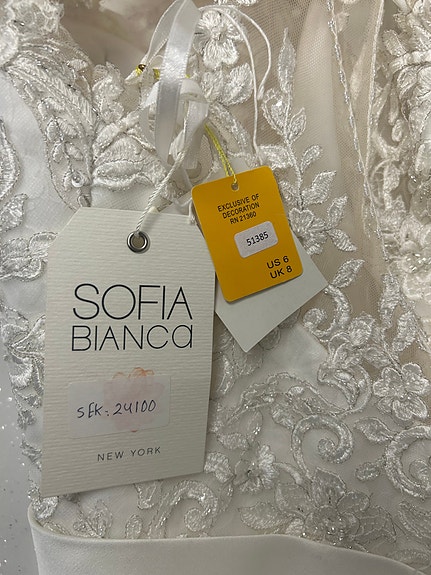 SOFIA
BIANCA
SEK: 24100
NEW YORK
EXCLUSIVE OF
DECORATION
RN 21360
51385
US 6
UK 8